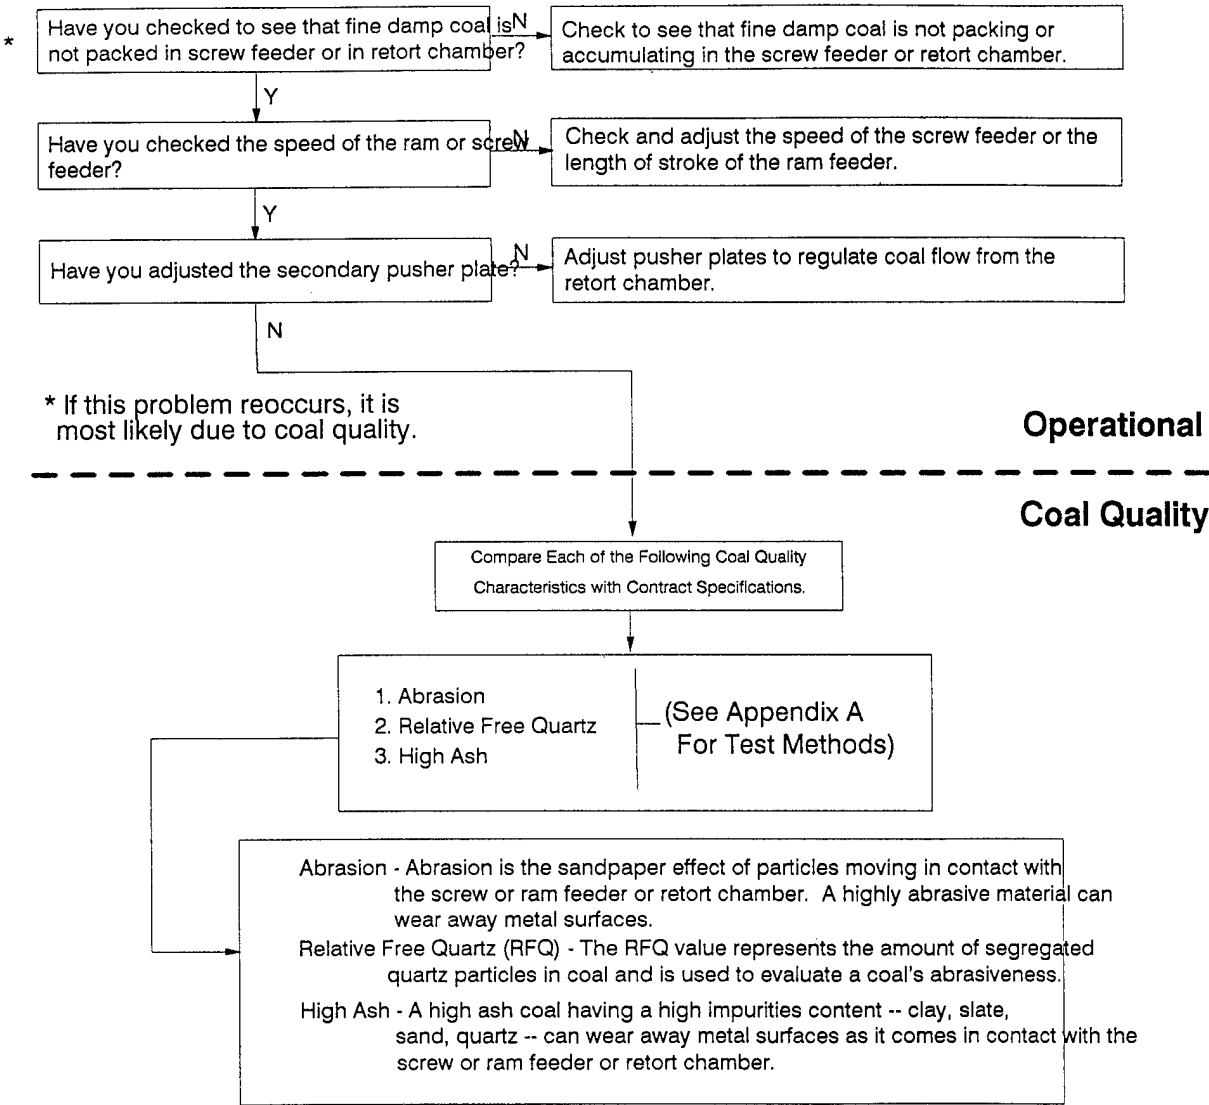 *
Have you checked to see that fine damp coal is
not packed in screw feeder or in retort chamber?
N
Check to see that fine damp coal is not packing or
accumulating in the screw feeder or retort chamber.
Y
Have you checked the speed of the ram or screw
feeder?
N
Check and adjust the speed of the screw feeder or the
length of stroke of the ram feeder.
Y
Have you adjusted the secondary pusher plate?
N
Adjust pusher plates to regulate coal flow from the
retort chamber.
N
* If this problem reoccurs, it is
most likely due to coal quality.
Operational
Coal Quality
Compare Each of the Following Coal Quality
Characteristics with Contract Specifications.
1. Abrasion
2. Relative Free Quartz
3. High Ash
(See Appendix A
For Test Methods)
Abrasion - Abrasion is the sandpaper effect of particles moving in contact with
the screw or ram feeder or retort chamber. A highly abrasive material can
wear away metal surfaces.
Relative Free Quartz (RFQ) - The RFQ value represents the amount of segregated
quartz particles in coal and is used to evaluate a coal's abrasiveness.
High Ash - A high ash coal having a high impurities content -- clay, slate,
sand, quartz -- can wear away metal surfaces as it comes in contact with the
screw or ram feeder or retort chamber.